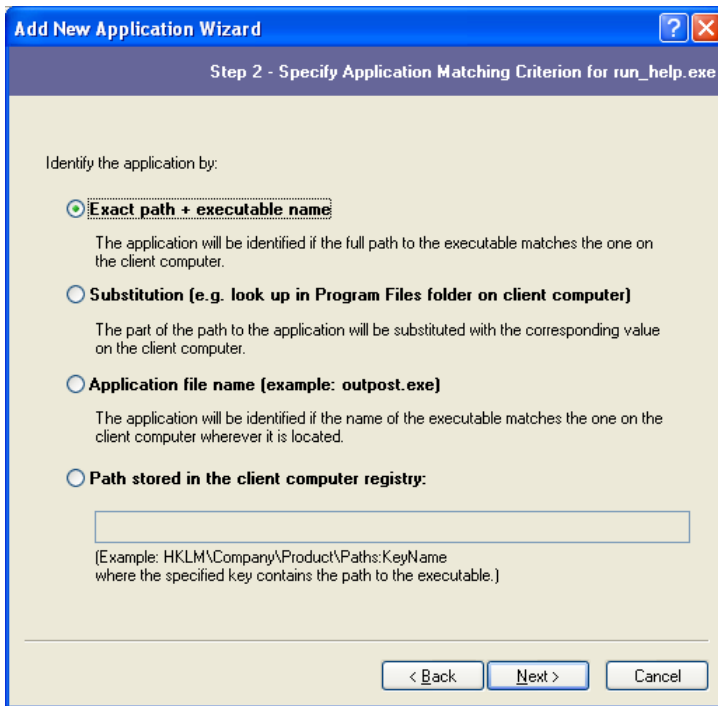 Add New Application Wizard
?
Step 2 - Specify Application Matching Criterion for run_help.exe
Identify the application by:
Exact path + executable name
The application will be identified if the full path to the executable matches the one on
the client computer.
Substitution (e.g. look up in Program Files folder on client computer)
The part of the path to the application will be substituted with the corresponding value
on the client computer.
Application file name (example: outpost.exe)
The application will be identified if the name of the executable matches the one on the
client computer wherever it is located.
Path stored in the client computer registry:
(Example: HKLM\Company\Product\Paths:KeyName
where the specified key contains the path to the executable.)
< Back
Next >
Cancel